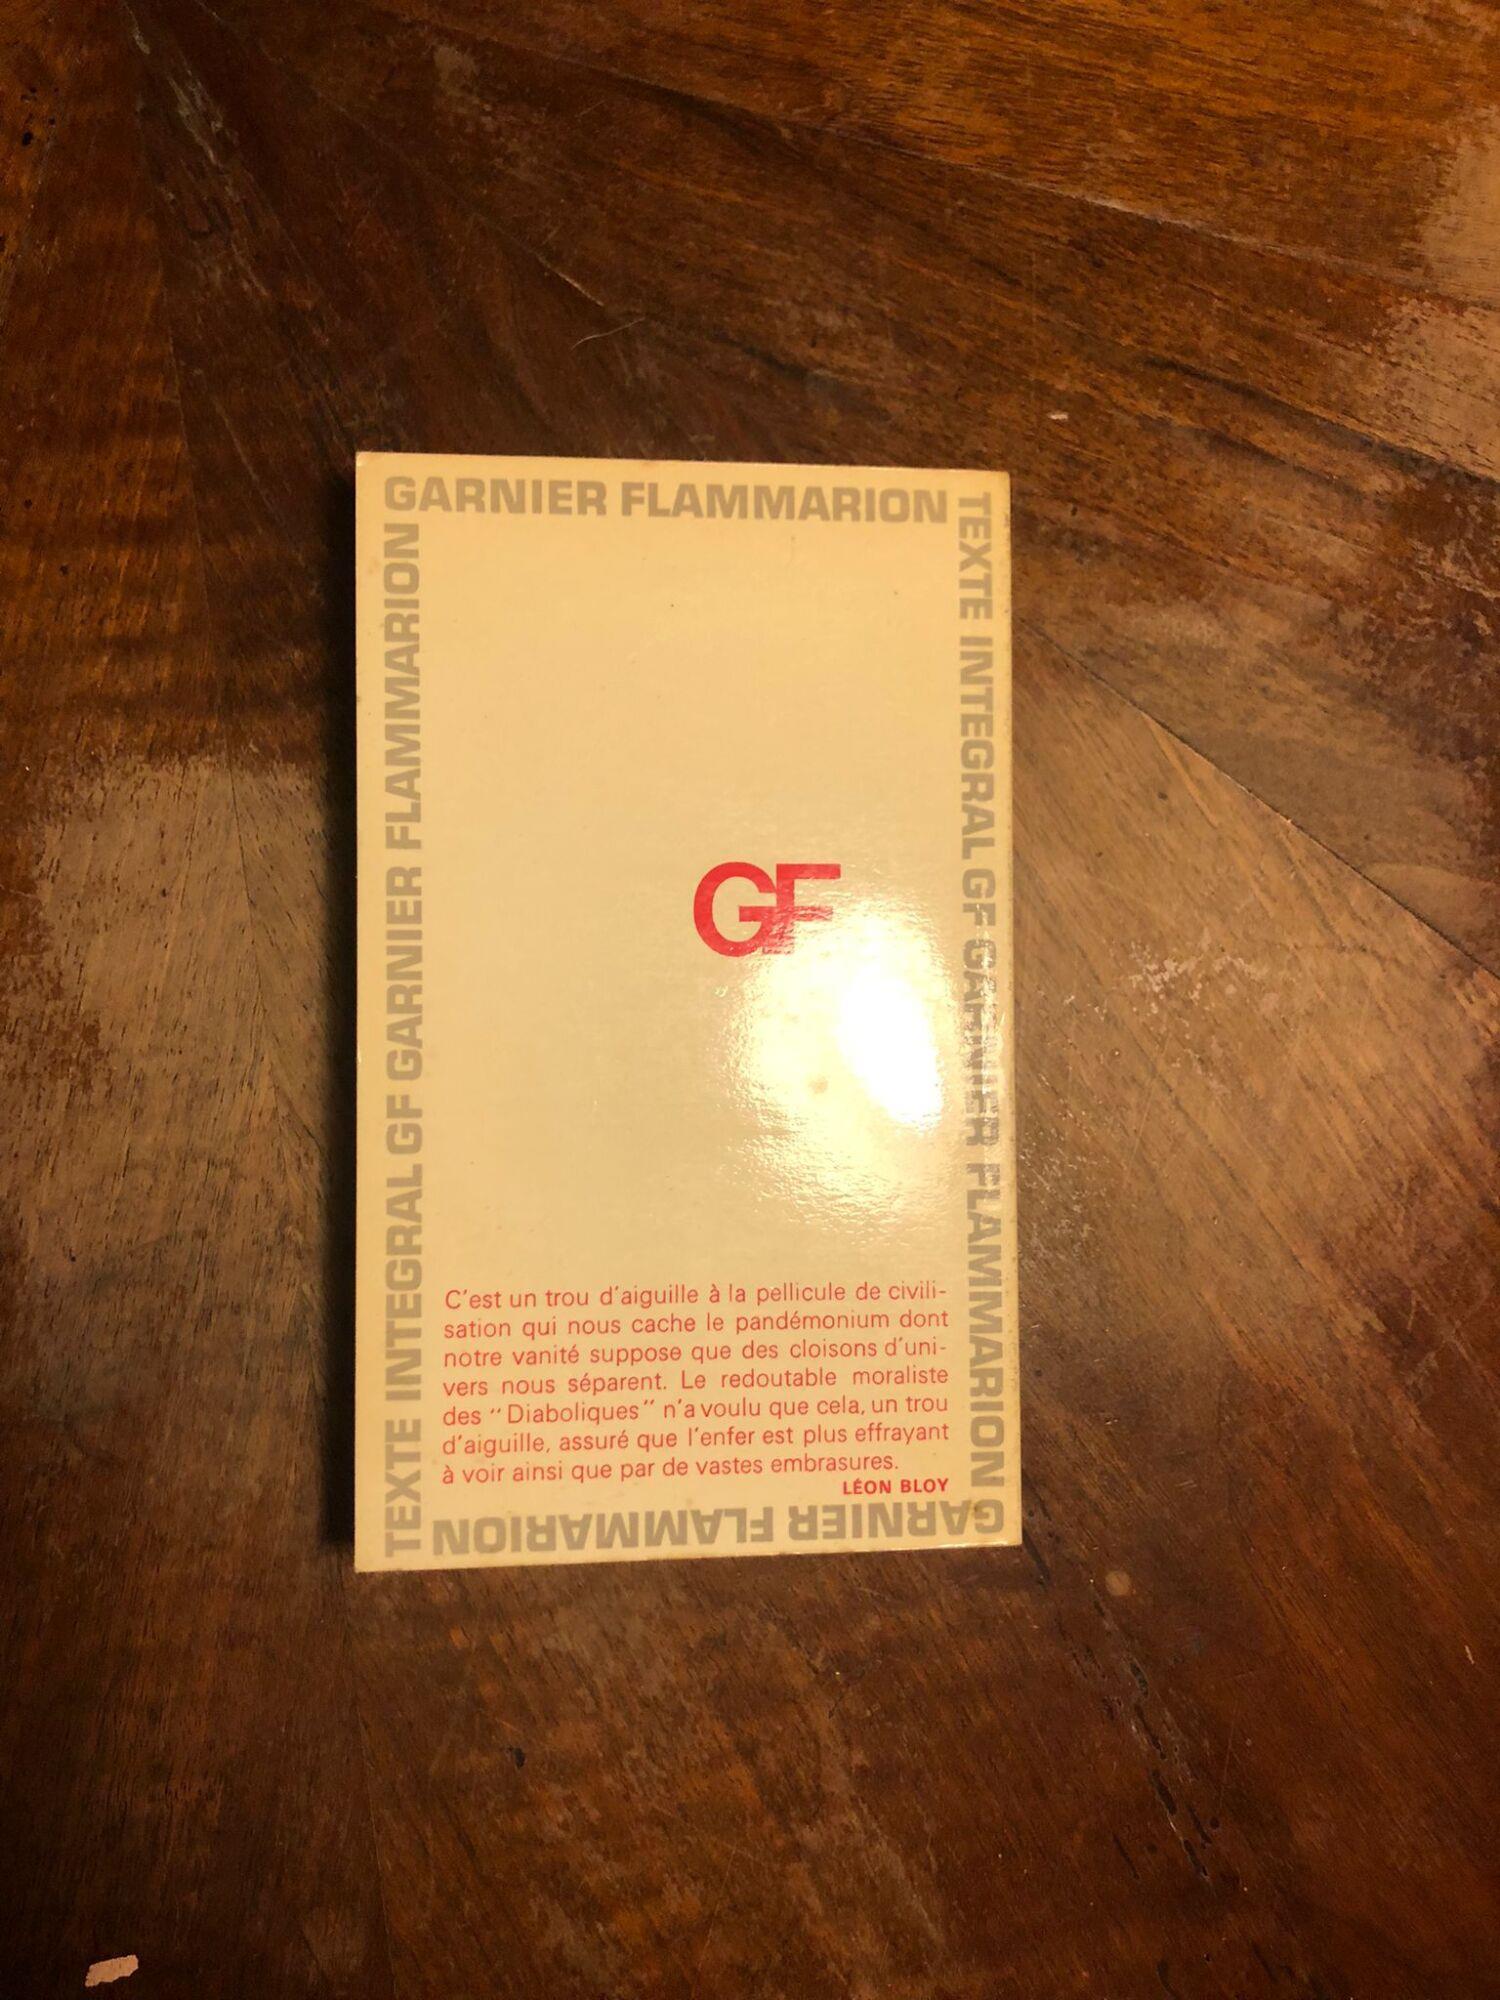 GARNIER FLAMMARION
TEXTE INTEGRAL GF GARNIER FLAMMARION
TEXTE INTEGRAL GF GARNIER FLAMMARION
GF
C'est un trou d'aiguille à la pellicule de civili-
sation qui nous cache le pandémonium dont
notre vanité suppose que des cloisons d'uni-
vers nous séparent. Le redoutable moraliste
des "Diaboliques" n'a voulu que cela, un trou
d'aiguille, assuré que l'enfer est plus effrayant
à voir ainsi que par de vastes embrasures.
LÉON BLOY
GARNIER FLAMMARION